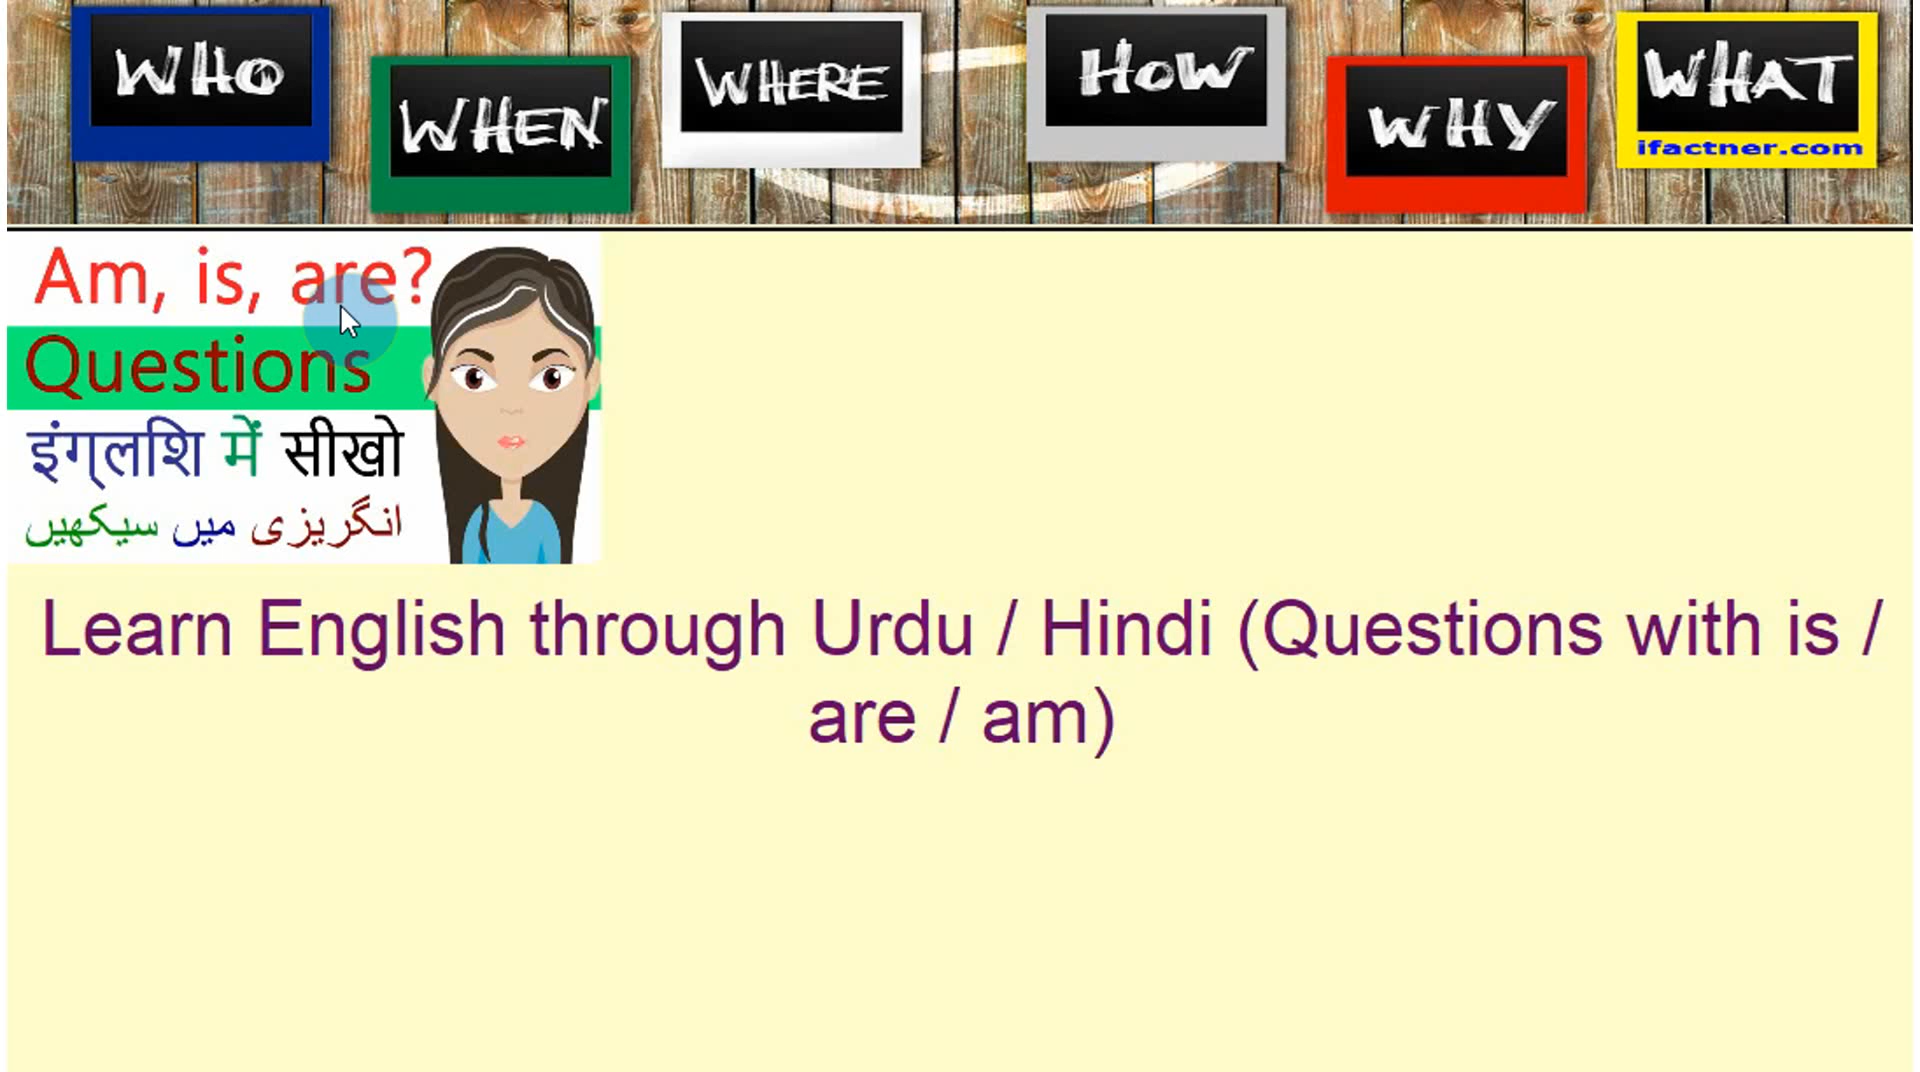 WHO
WHEN
WHERE
HOW
WHY
WHAT
ifactner.com
Am, is, are?
Questions
इंग्लशि में सीखो
انگریزی میں سیکھیں
Learn English through Urdu / Hindi (Questions with is /
are / am)